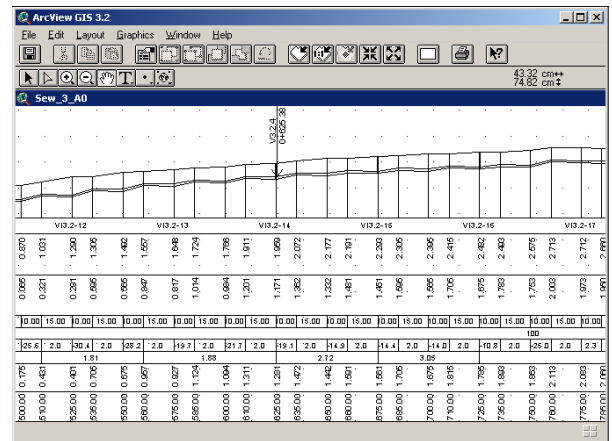 ArcView GIS 3.2
File Edit Layout Graphics Window Help
43.32 cm
74.82 cm
Sew_3_A0
V3.2.4
0+625.38
VI3.2-12 VI3.2-13 VI3.2-14 VI3.2-15 VI3.2-16 VI3.2-17
0.870 1.031 1.290 1.305 1.492 1.557 1.648 1.724 1.786 1.911 1.959 2.072 2.177 2.191 2.293 2.306 2.395 2.415 2.482 2.493 2.575 2.713 2.712
0.065 0.321 0.291 0.595 0.565 0.847 0.817 1.014 0.984 1.201 1.171 1.362 1.332 1.481 1.451 1.595 1.565 1.705 1.675 1.783 1.753 2.003 1.973
10.00 15.00 10.00 15.00 10.00 15.00 10.00 15.00 10.00 15.00 10.00 15.00 10.00 15.00 10.00 15.00 10.00 15.00 10.00 15.00 10.00 15.00 10.00
100
-25.6 2.0 -30.4 2.0 -28.2 2.0 -19.7 2.0 -21.7 2.0 -19.1 2.0 -14.9 2.0 -14.4 2.0 -14.0 2.0 -10.8 2.0 -25.0 2.0 2.3
1.81 1.88 2.72 3.05
0.175 0.431 0.401 0.705 0.675 0.957 0.927 1.124 1.094 1.311 1.281 1.472 1.442 1.591 1.561 1.705 1.675 1.815 1.785 1.893 1.863 2.113 2.083
500.00 510.00 525.00 535.00 550.00 560.00 575.00 585.00 600.00 610.00 625.00 635.00 650.00 660.00 675.00 685.00 700.00 710.00 725.00 735.00 750.00 760.00 775.00